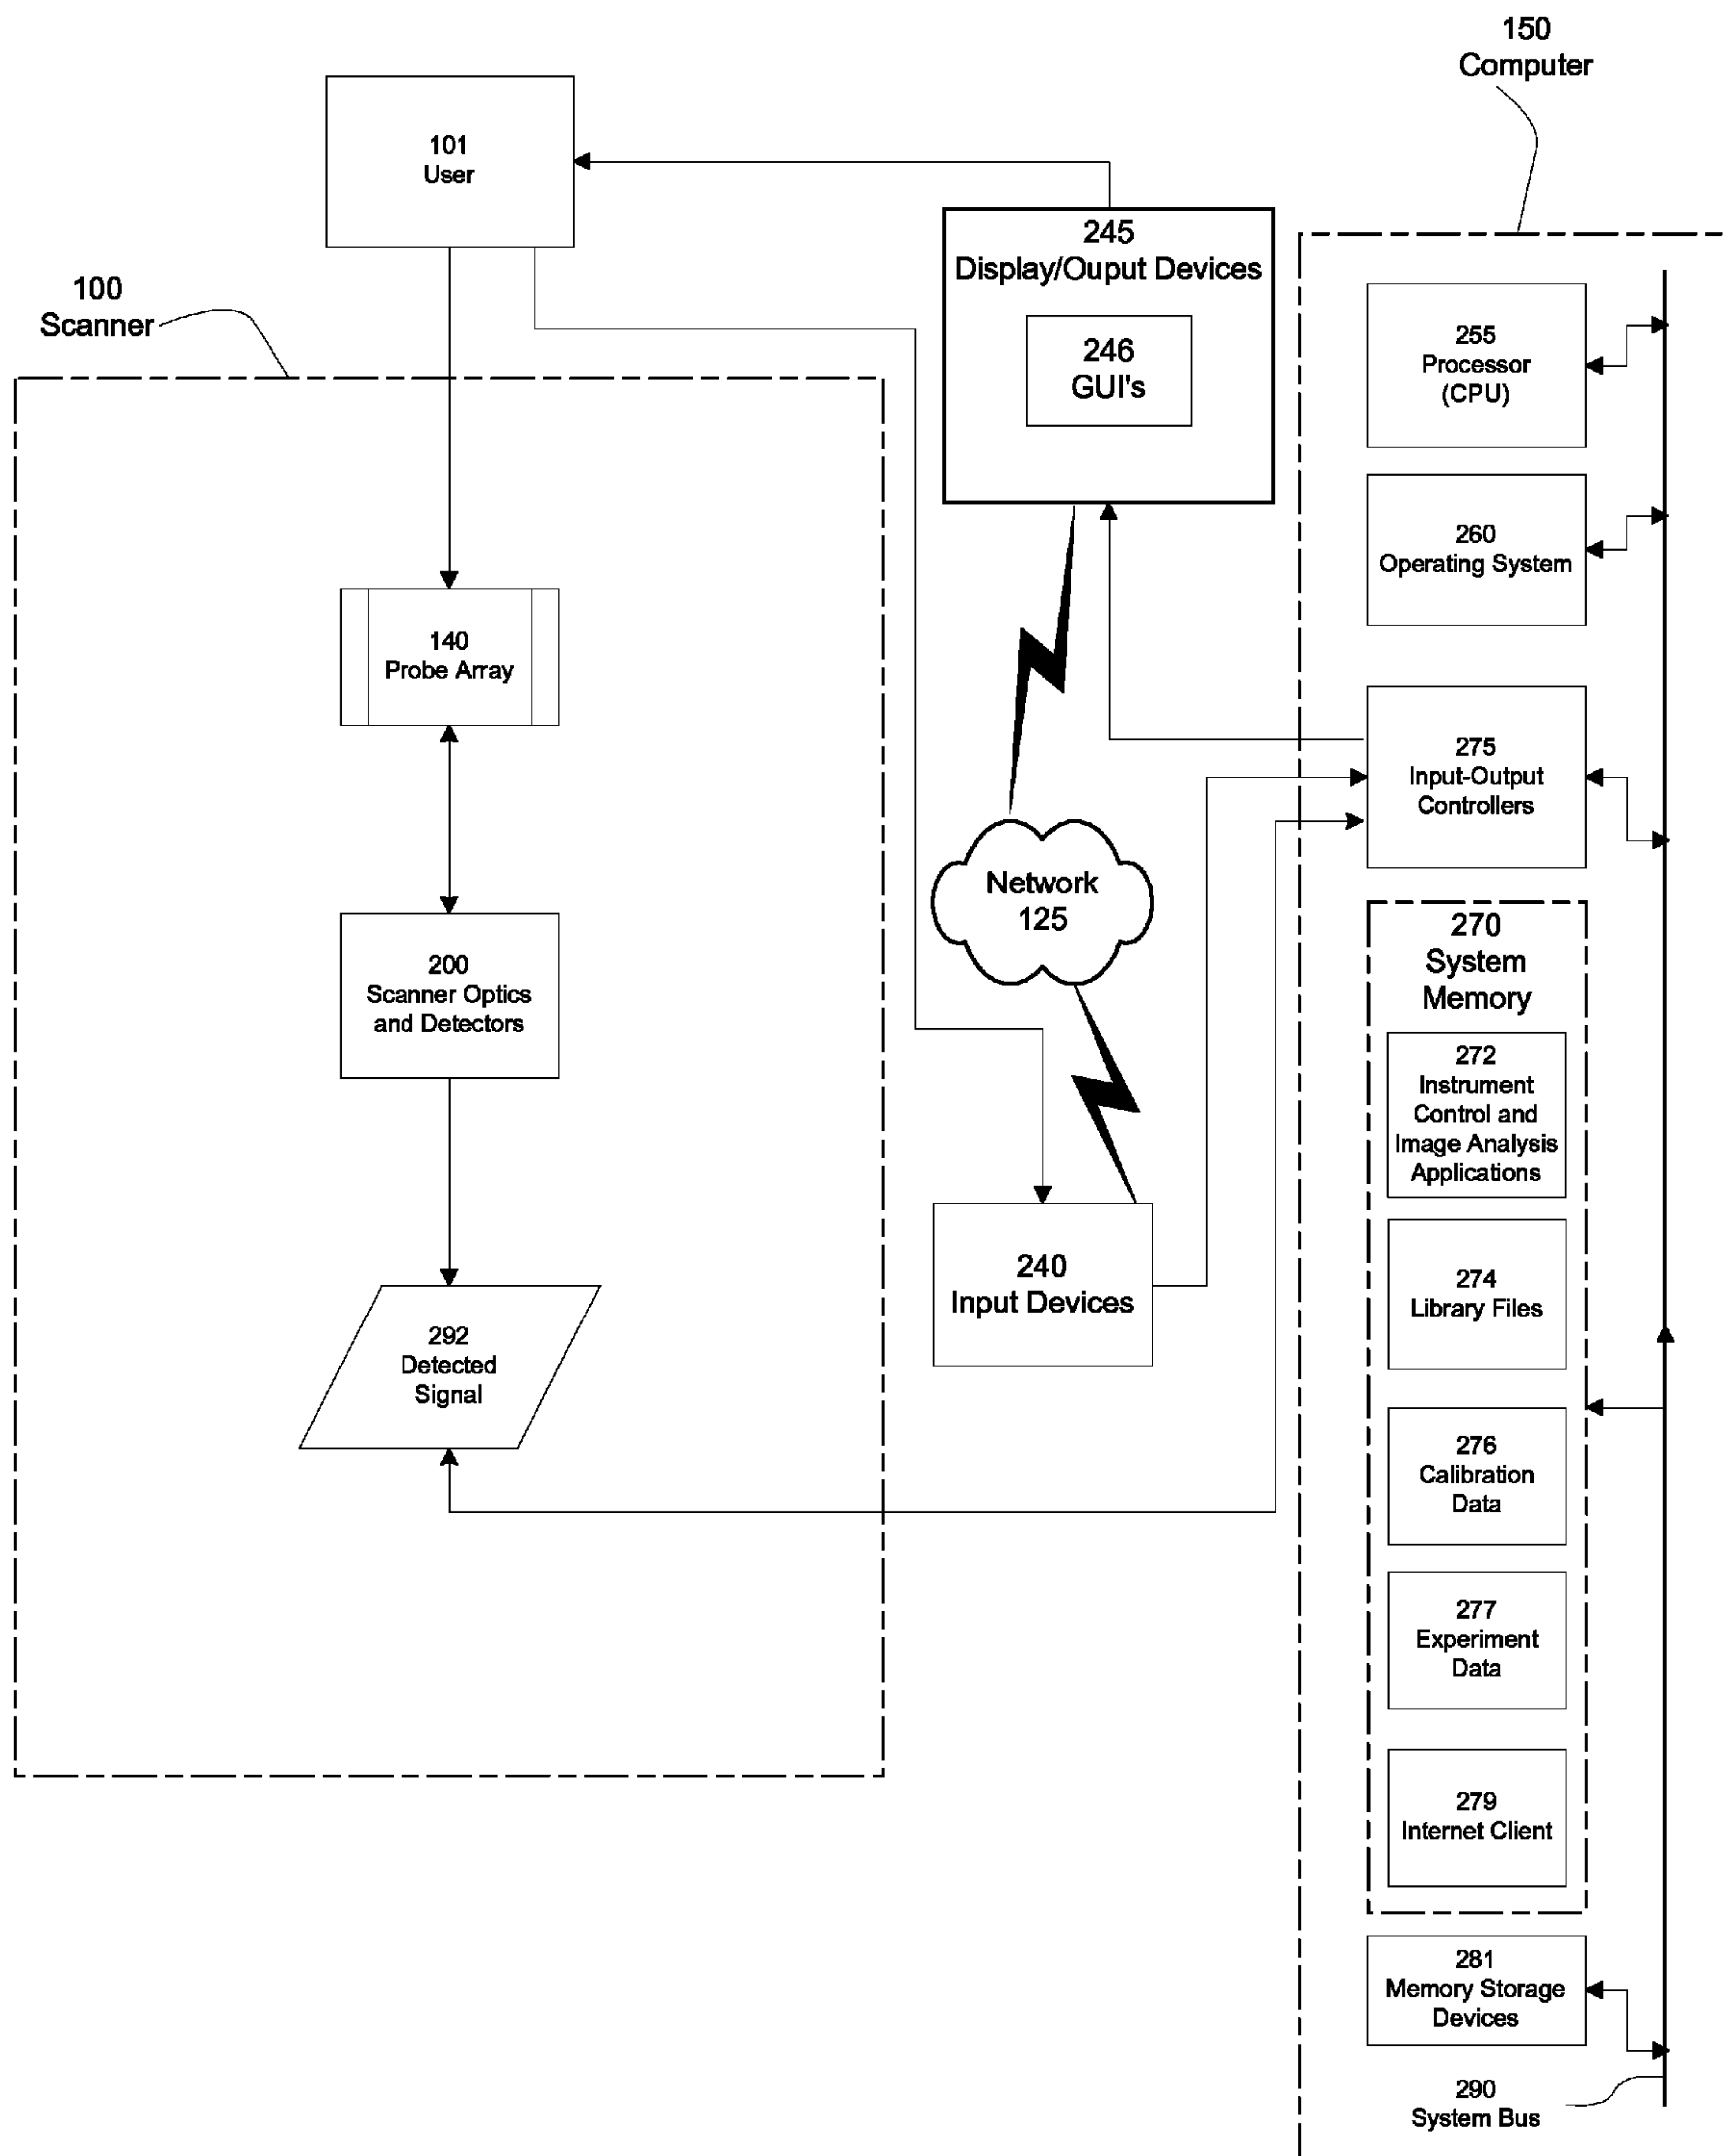 150
Computer
101
User
245
Display/Ouput Devices
246
GUI's
100
Scanner
255
Processor
(CPU)
260
Operating System
140
Probe Array
275
Input-Output
Controllers
Network
125
200
Scanner Optics
and Detectors
270
System
Memory
272
Instrument
Control and
Image Analysis
Applications
240
Input Devices
274
Library Files
292
Detected
Signal
276
Calibration
Data
277
Experiment
Data
279
Internet Client
281
Memory Storage
Devices
290
System Bus